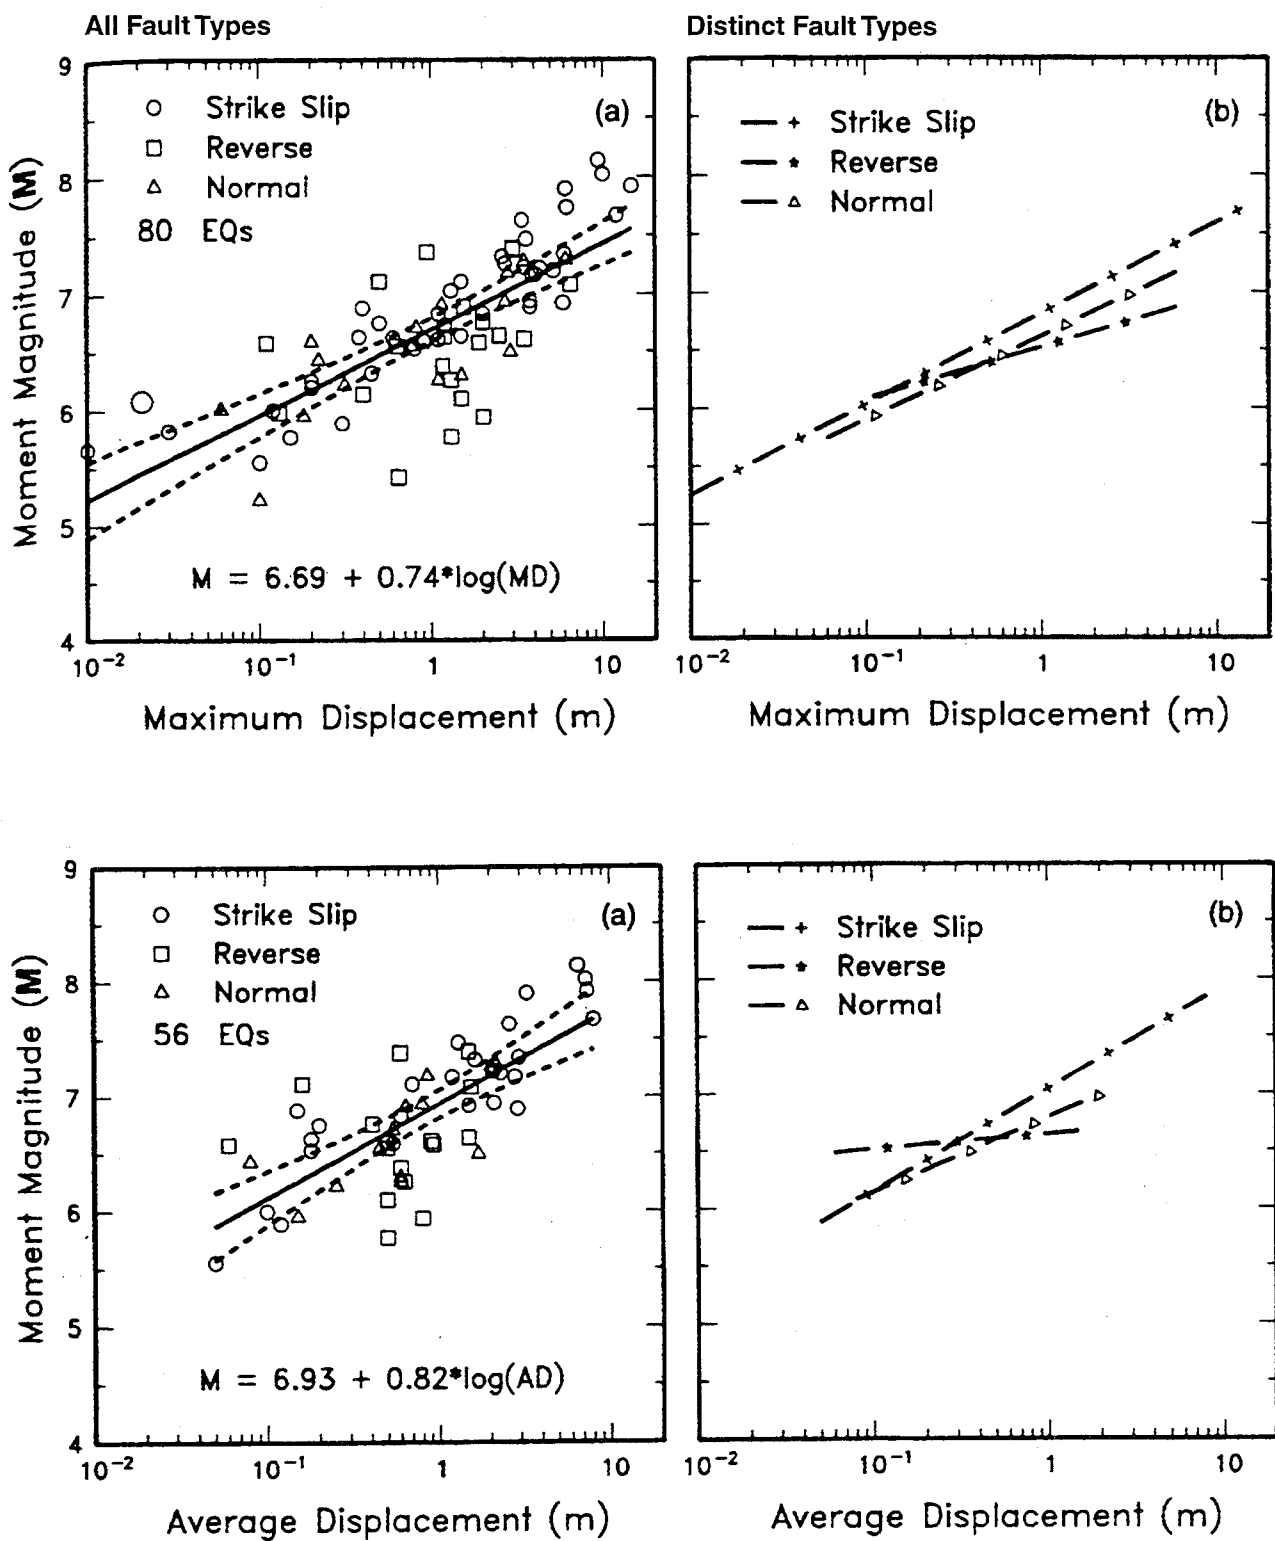 All Fault Types
Distinct Fault Types
9
8
7
6
5
4
Moment Magnitude (M)
Strike Slip
Reverse
Normal
80 EQs
(a)
M = 6.69 + 0.74*log(MD)
10⁻² 10⁻¹ 1 10
Maximum Displacement (m)
Strike Slip
Reverse
Normal
(b)
10⁻² 10⁻¹ 1 10
Maximum Displacement (m)
9
8
7
6
5
4
Moment Magnitude (M)
Strike Slip
Reverse
Normal
56 EQs
(a)
M = 6.93 + 0.82*log(AD)
10⁻² 10⁻¹ 1 10
Average Displacement (m)
Strike Slip
Reverse
Normal
(b)
10⁻² 10⁻¹ 1 10
Average Displacement (m)